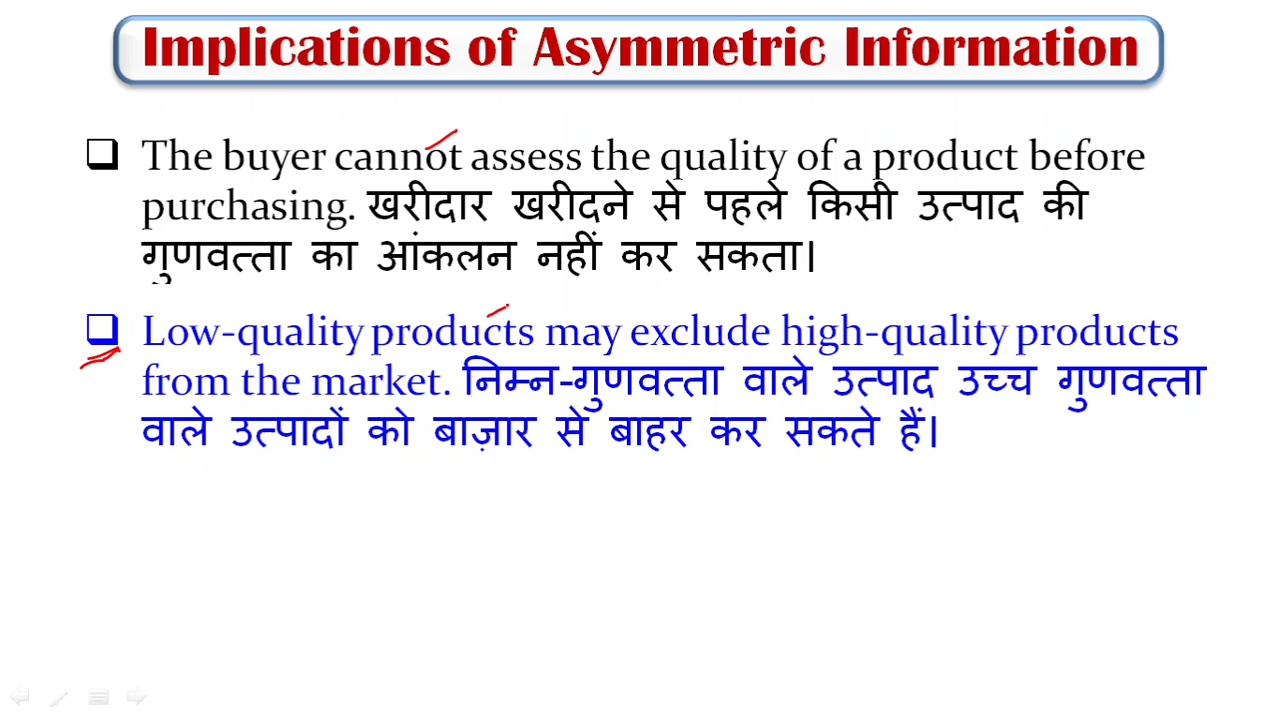 Implications of Asymmetric Information
The buyer cannot assess the quality of a product before
purchasing. खरीदार खरीदने से पहले किसी उत्पाद की
गुणवत्ता का आंकलन नहीं कर सकता।
Low-quality products may exclude high-quality products
from the market. निम्न-गुणवत्ता वाले उत्पाद उच्च गुणवत्ता
वाले उत्पादों को बाज़ार से बाहर कर सकते हैं।